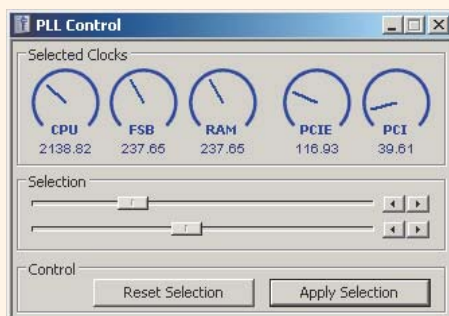 PLL Control
Selected Clocks
CPU FSB RAM PCIE PCI
2138.82 237.65 237.65 116.93 39.61
Selection
Control
Reset Selection Apply Selection